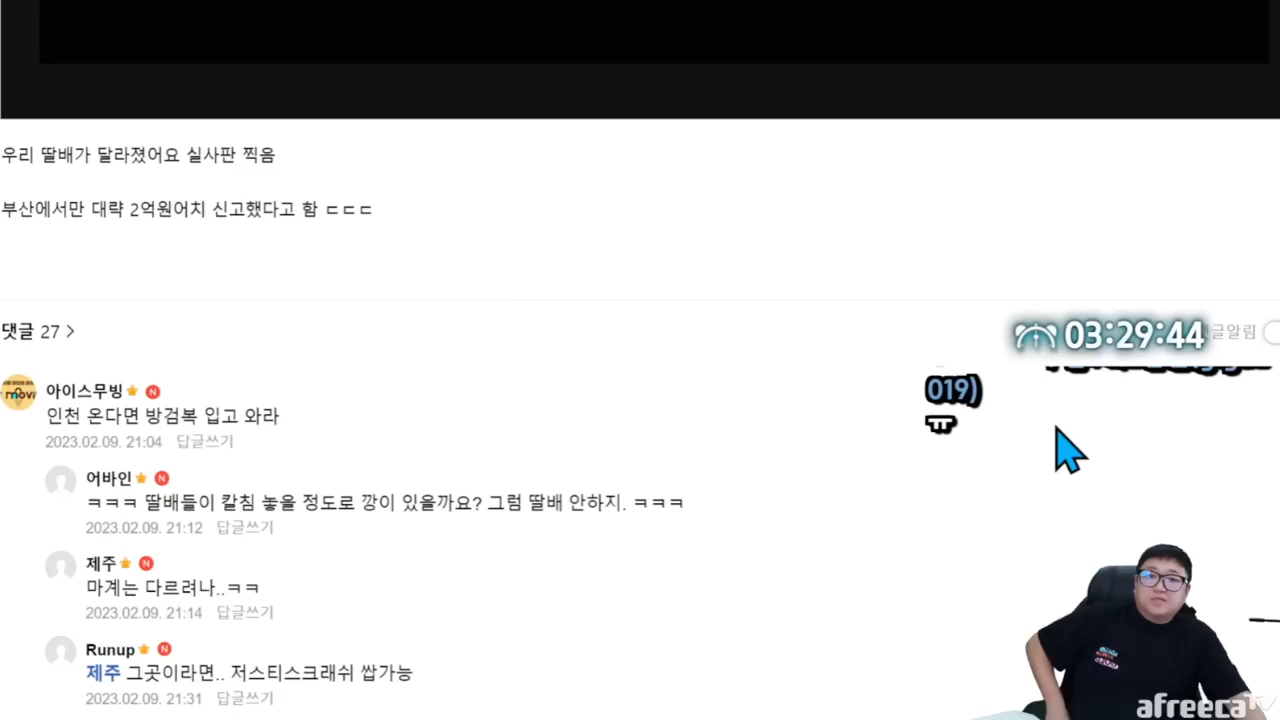 우리 딸배가 달라졌어요 실사판 찍음
부산에서만 대략 2억원어치 신고했다고 함 ㄷㄷㄷ
댓글 27 >
03:29:44
글알림
movi
아이스무빙 N
인천 온다면 방검복 입고 와라
2023.02.09. 21:04 답글쓰기
019)
ㅠ
어바인 N
ㅋㅋㅋ 딸배들이 칼침 놓을 정도로 깡이 있을까요? 그럼 딸배 안하지. ㅋㅋㅋ
2023.02.09. 21:12 답글쓰기
제주 N
마계는 다르려나..ㅋㅋ
2023.02.09. 21:14 답글쓰기
Runup N
제주 그곳이라면.. 저스티스크래쉬 쌉가능
2023.02.09. 21:31 답글쓰기
afreecaTV